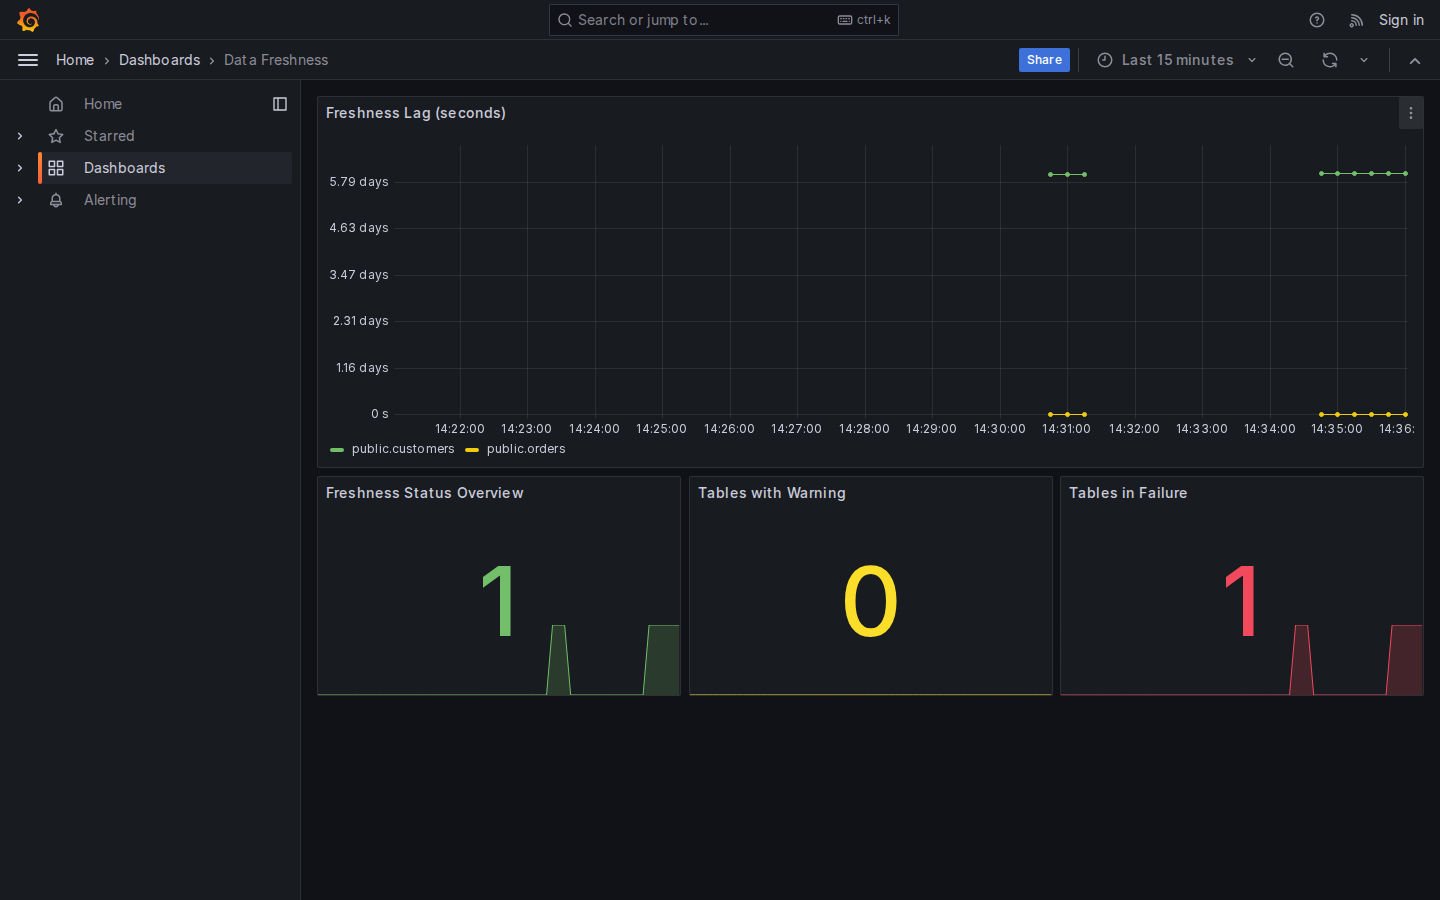 Search or jump to...
ctrl+k
Sign in
Home › Dashboards › Data Freshness
Share
Last 15 minutes
Home
Starred
Dashboards
Alerting
Freshness Lag (seconds)
5.79 days
4.63 days
3.47 days
2.31 days
1.16 days
0 s
14:22:00 14:23:00 14:24:00 14:25:00 14:26:00 14:27:00 14:28:00 14:29:00 14:30:00 14:31:00 14:32:00 14:33:00 14:34:00 14:35:00 14:36:
public.customers public.orders
Freshness Status Overview
1
Tables with Warning
0
Tables in Failure
1